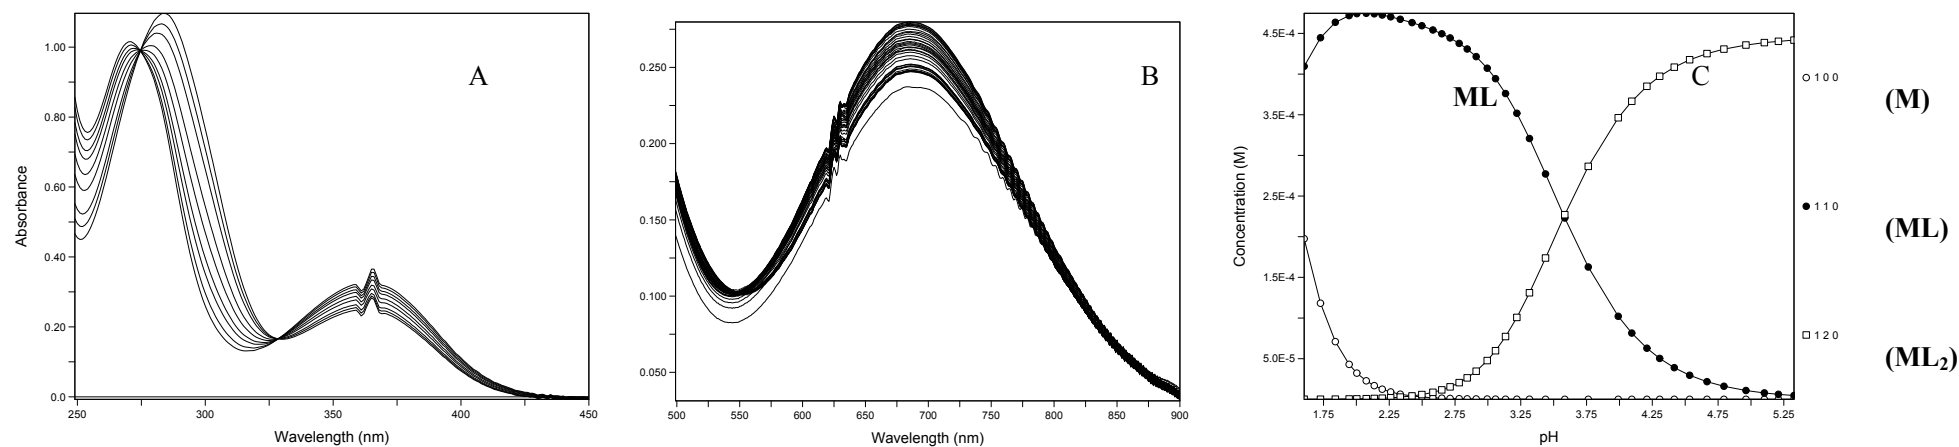 A
1.00
0.80
0.60
0.40
0.20
0.0
Absorbance
250
300
350
400
450
Wavelength (nm)
B
0.250
0.200
0.150
0.100
0.050
500
550
600
650
700
750
800
850
900
Wavelength (nm)
C
ML
4.5E-4
3.5E-4
2.5E-4
1.5E-4
5.0E-5
Concentration (M)
1.75
2.25
2.75
3.25
3.75
4.25
4.75
5.25
pH
1 0 0
(M)
1 1 0
(ML)
1 2 0
(ML₂)